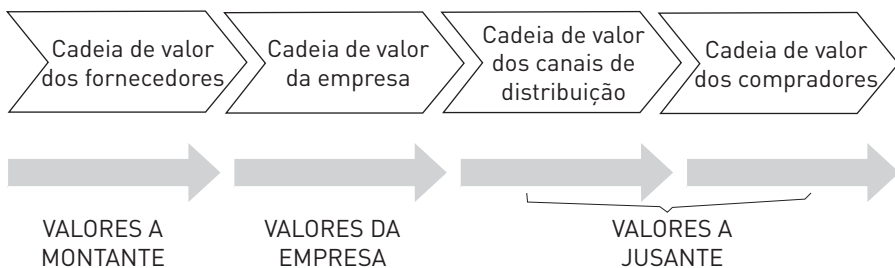 Cadeia de valor
dos fornecedores
Cadeia de valor
da empresa
Cadeia de valor
dos canais de
distribuição
Cadeia de valor
dos compradores
VALORES A
MONTANTE
VALORES DA
EMPRESA
VALORES A
JUSANTE